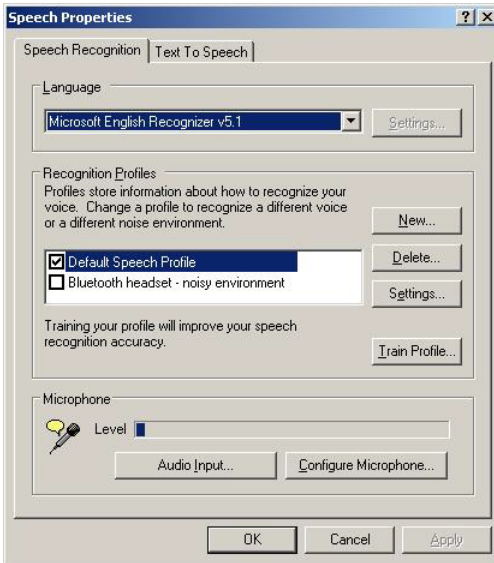 Speech Properties
Speech Recognition
Text To Speech
Language
Microsoft English Recognizer v5.1
Settings...
Recognition Profiles
Profiles store information about how to recognize your
voice. Change a profile to recognize a different voice
or a different noise environment.
New...
Default Speech Profile
Delete...
Bluetooth headset - noisy environment
Settings...
Training your profile will improve your speech
recognition accuracy.
Train Profile...
Microphone
Level
Audio Input...
Configure Microphone...
OK
Cancel
Apply